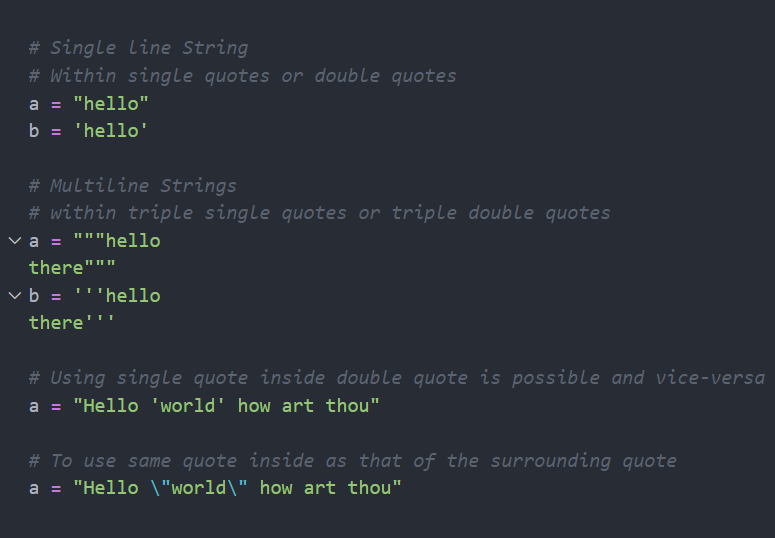 # Single line String
# Within single quotes or double quotes
a = "hello"
b = 'hello'
# Multiline Strings
# within triple single quotes or triple double quotes
a = """hello
there"""
b = '''hello
there'''
# Using single quote inside double quote is possible and vice-versa
a = "Hello 'world' how art thou"
# To use same quote inside as that of the surrounding quote
a = "Hello \"world\" how art thou"